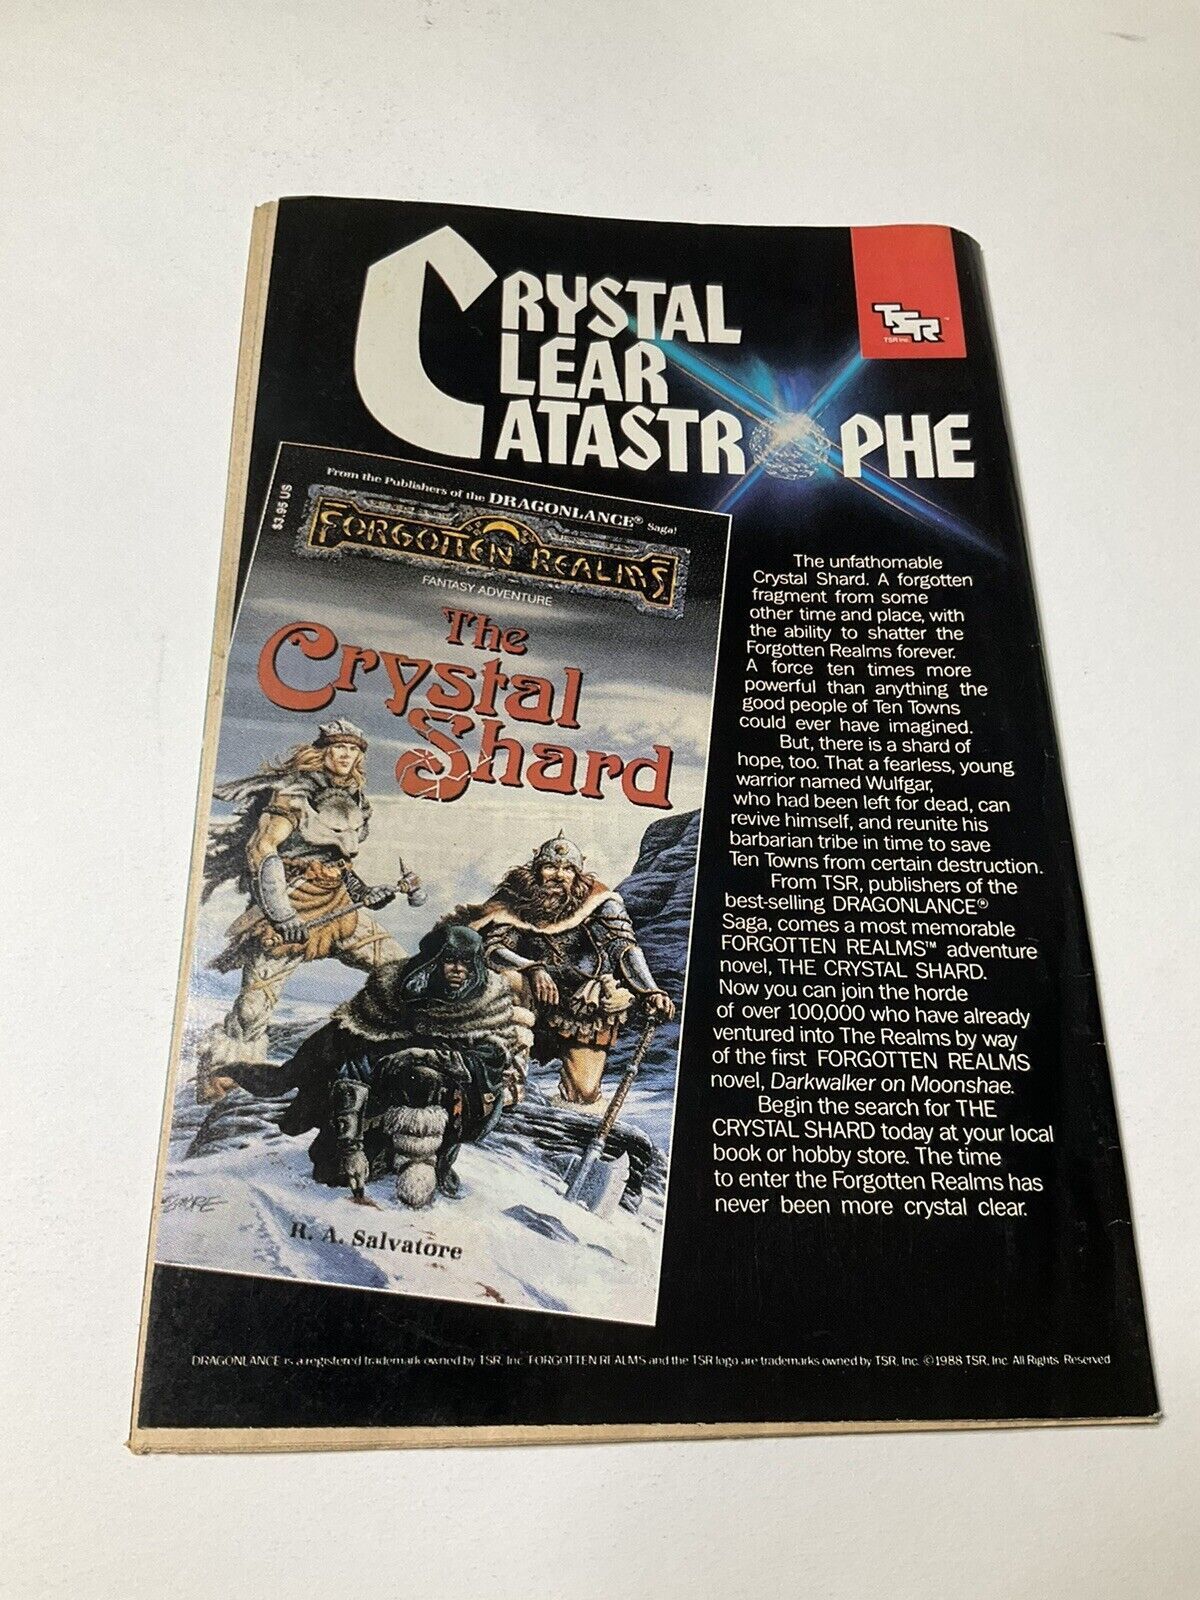 CRYSTAL
CLEAR
CATASTROPHE
TSR™
TSR Inc.
$3.95 US
From the Publishers of the DRAGONLANCE® Saga!
FORGOTTEN REALMS
FANTASY ADVENTURE
The
Crystal
Shard
R. A. Salvatore
The unfathomable
Crystal Shard. A forgotten
fragment from some
other time and place, with
the ability to shatter the
Forgotten Realms forever.
A force ten times more
powerful than anything the
good people of Ten Towns
could ever have imagined.
But, there is a shard of
hope, too. That a fearless, young
warrior named Wulfgar,
who had been left for dead, can
revive himself, and reunite his
barbarian tribe in time to save
Ten Towns from certain destruction.
From TSR, publishers of the
best-selling DRAGONLANCE®
Saga, comes a most memorable
FORGOTTEN REALMS™ adventure
novel, THE CRYSTAL SHARD.
Now you can join the horde
of over 100,000 who have already
ventured into The Realms by way
of the first FORGOTTEN REALMS
novel, Darkwalker on Moonshae.
Begin the search for THE
CRYSTAL SHARD today at your local
book or hobby store. The time
to enter the Forgotten Realms has
never been more crystal clear.
DRAGONLANCE is a registered trademark owned by TSR, Inc. FORGOTTEN REALMS and the TSR logo are trademarks owned by TSR, Inc. ©1988 TSR, Inc. All Rights Reserved